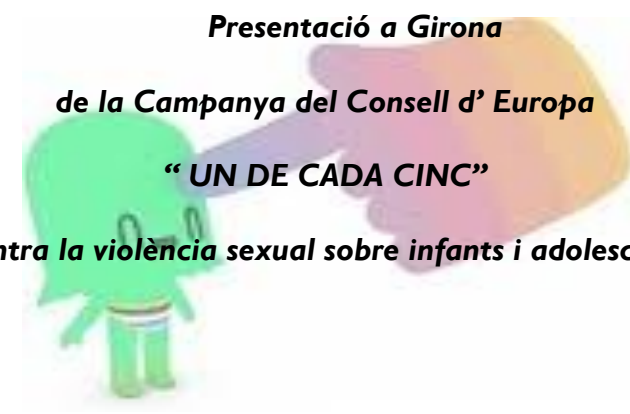 Presentació a Girona
de la Campanya del Consell d’ Europa
“ UN DE CADA CINC”
ntra la violència sexual sobre infants i adolesc